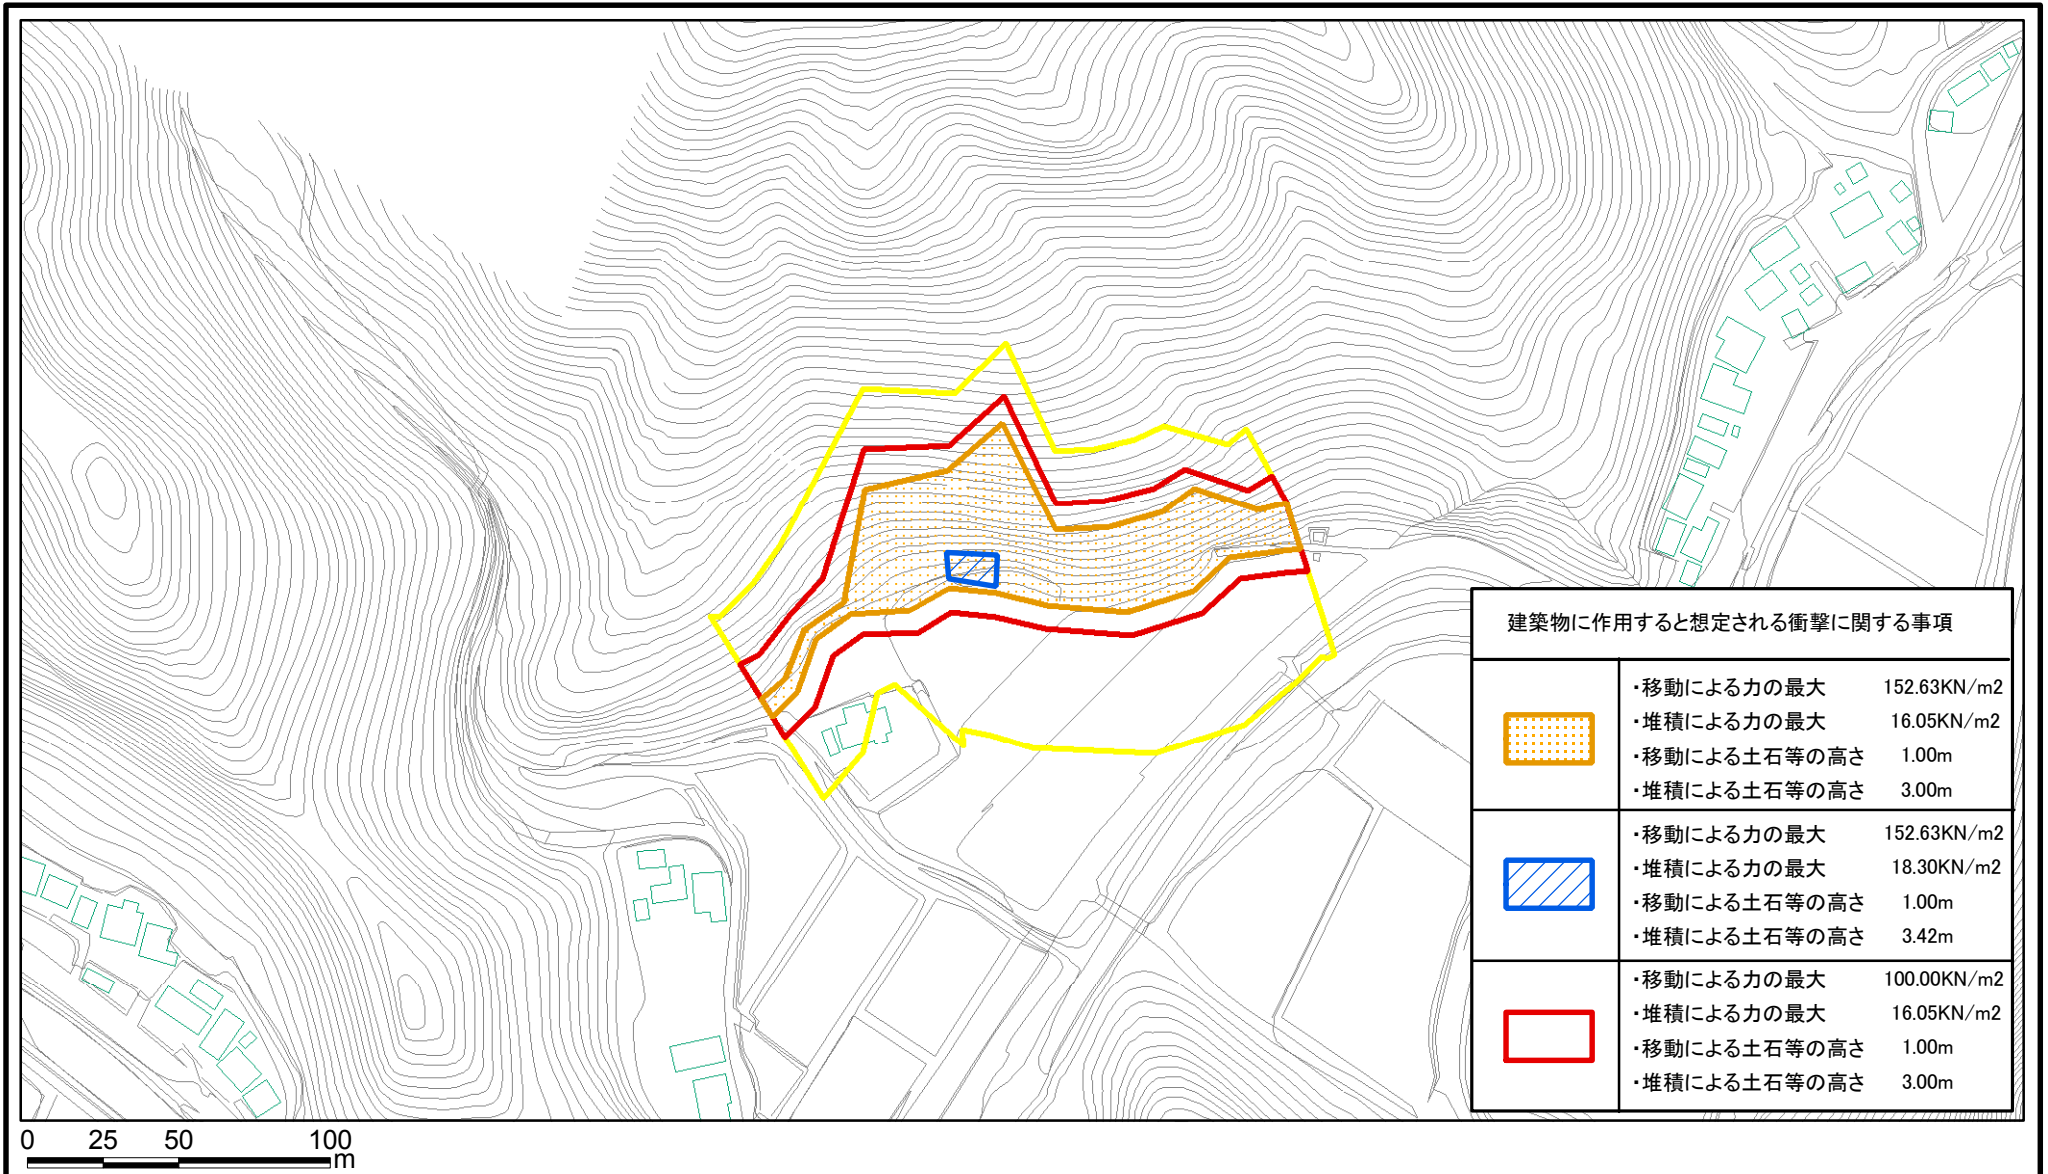 建築物に作用すると想定される衝撃に関する事項
・移動による力の最大 152.63KN/m2
・堆積による力の最大 16.05KN/m2
・移動による土石等の高さ 1.00m
・堆積による土石等の高さ 3.00m
・移動による力の最大 152.63KN/m2
・堆積による力の最大 18.30KN/m2
・移動による土石等の高さ 1.00m
・堆積による土石等の高さ 3.42m
・移動による力の最大 100.00KN/m2
・堆積による力の最大 16.05KN/m2
・移動による土石等の高さ 1.00m
・堆積による土石等の高さ 3.00m
0 25 50 100
m